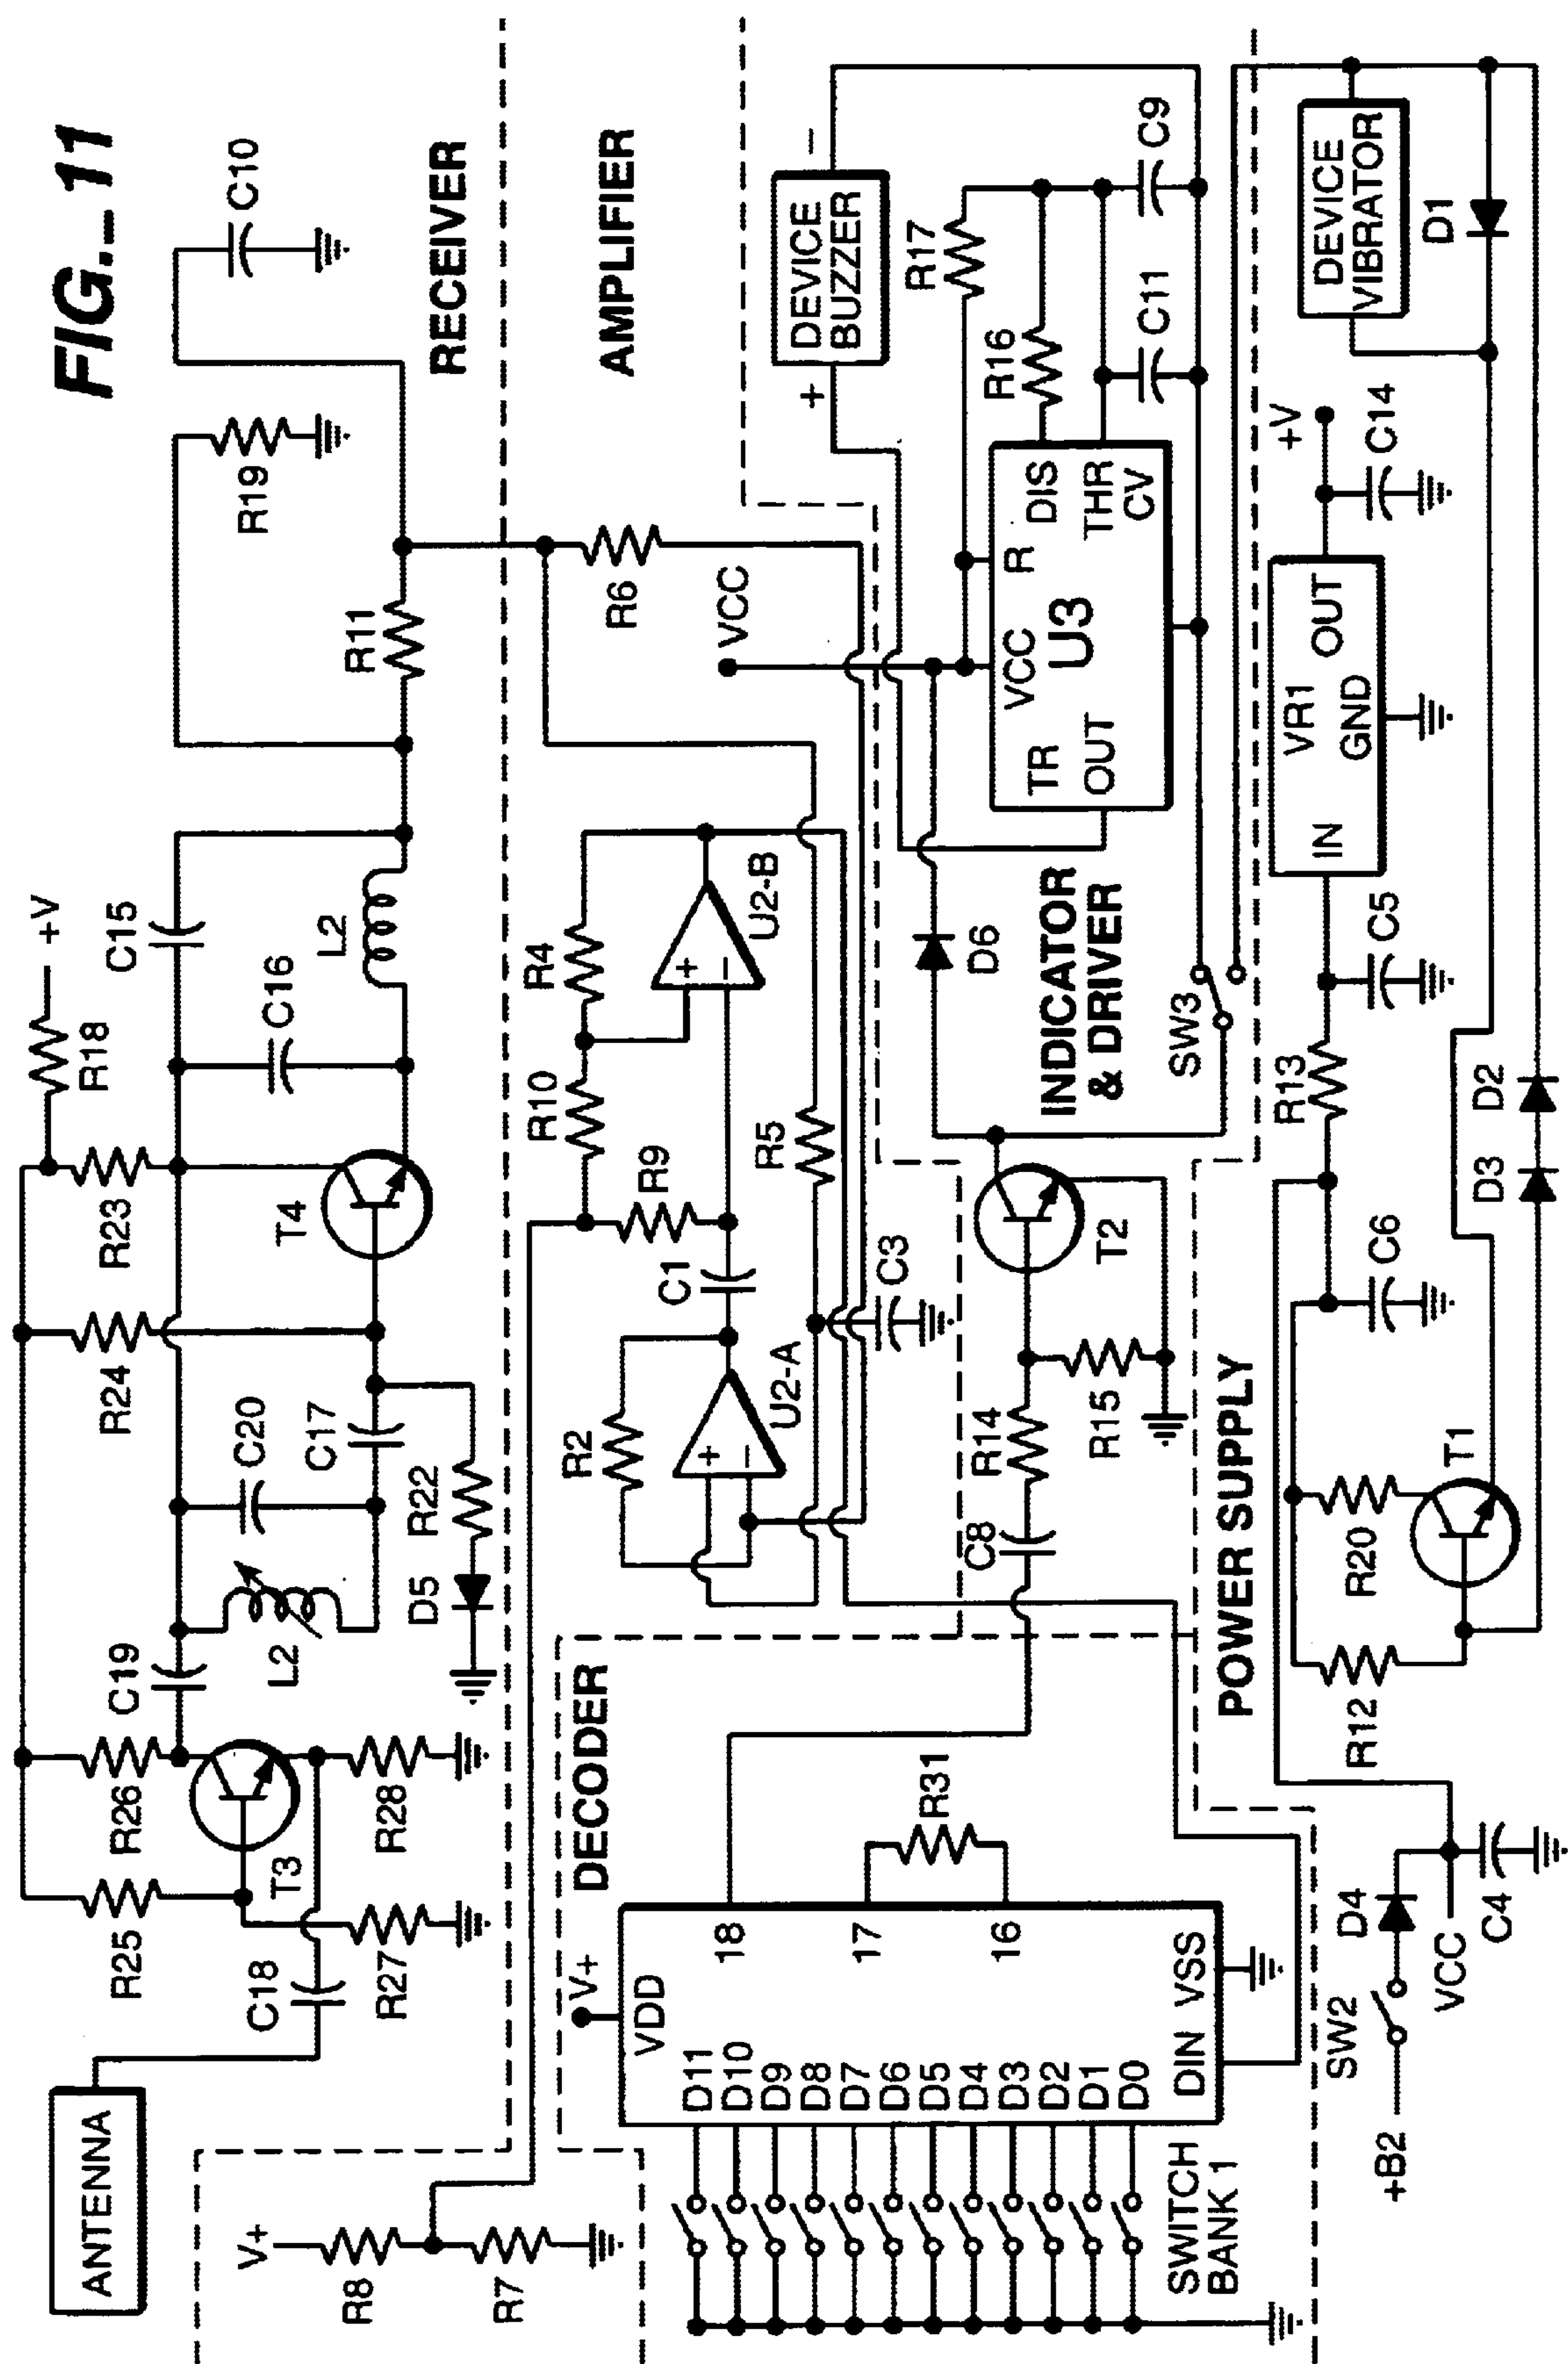 FIG._11
ANTENNA
C18
R25
R26
R27
R28
T3
C19
L2
C20
C17
D5
R22
R24
R23
R18
+V
T4
C16
C15
L2
R11
R19
C10
RECEIVER
V+
R8
R7
AMPLIFIER
R2
U2-A
+
−
C1
R9
R10
R4
U2-B
+
−
R5
C3
R6
DECODER
V+
VDD
D11
D10
D9
D8
D7
D6
D5
D4
D3
D2
D1
D0
DIN
VSS
18
17
16
R31
SWITCH
BANK 1
C8
R14
R15
T2
D6
INDICATOR
& DRIVER
SW3
VCC
TR
VCC
R
DIS
OUT
U3
THR
CV
R16
R17
C11
C9
DEVICE
BUZZER
+
−
POWER SUPPLY
+B2
SW2
D4
VCC
C4
R12
R20
T1
C6
R13
C5
D3
D2
IN
VR1
GND
OUT
+V
C14
DEVICE
VIBRATOR
D1